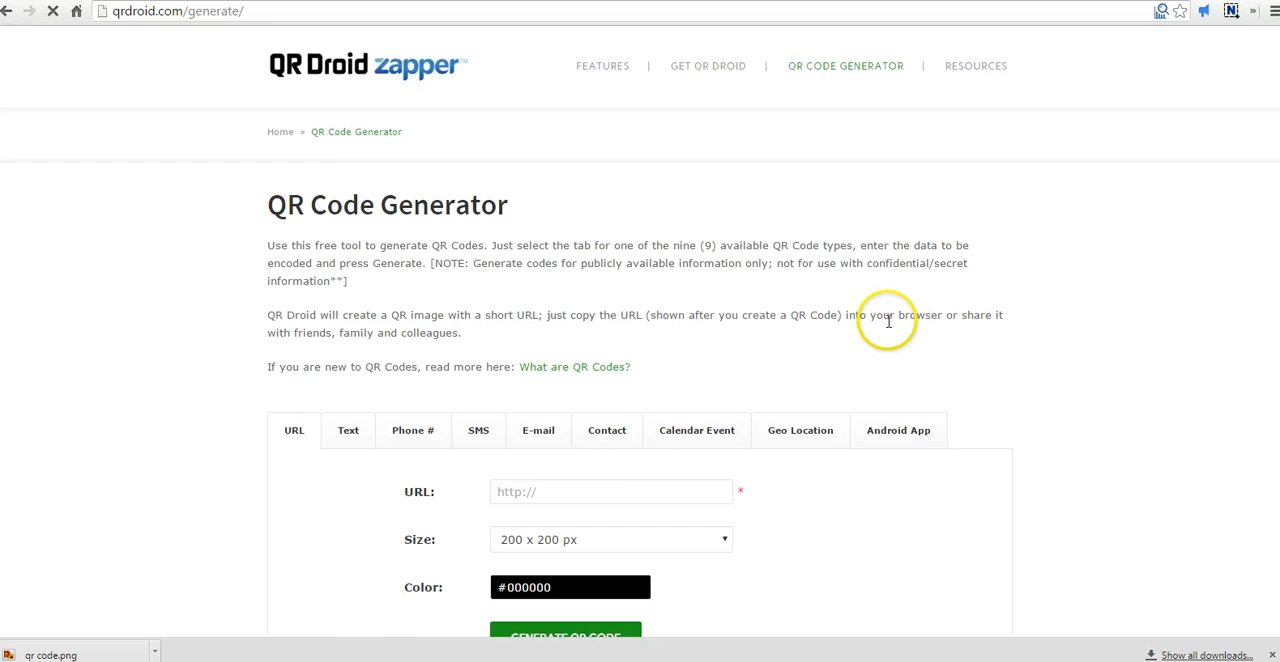 qrdroid.com/generate/
QR Droid zapper™
FEATURES | GET QR DROID | QR CODE GENERATOR | RESOURCES
Home » QR Code Generator
QR Code Generator
Use this free tool to generate QR Codes. Just select the tab for one of the nine (9) available QR Code types, enter the data to be
encoded and press Generate. [NOTE: Generate codes for publicly available information only; not for use with confidential/secret
information**]
QR Droid will create a QR image with a short URL; just copy the URL (shown after you create a QR Code) into your browser or share it
with friends, family and colleagues.
If you are new to QR Codes, read more here: What are QR Codes?
URL Text Phone # SMS E-mail Contact Calendar Event Geo Location Android App
URL: http:// *
Size: 200 x 200 px
Color: #000000
GENERATE QR CODE
qr code.png Show all downloads...